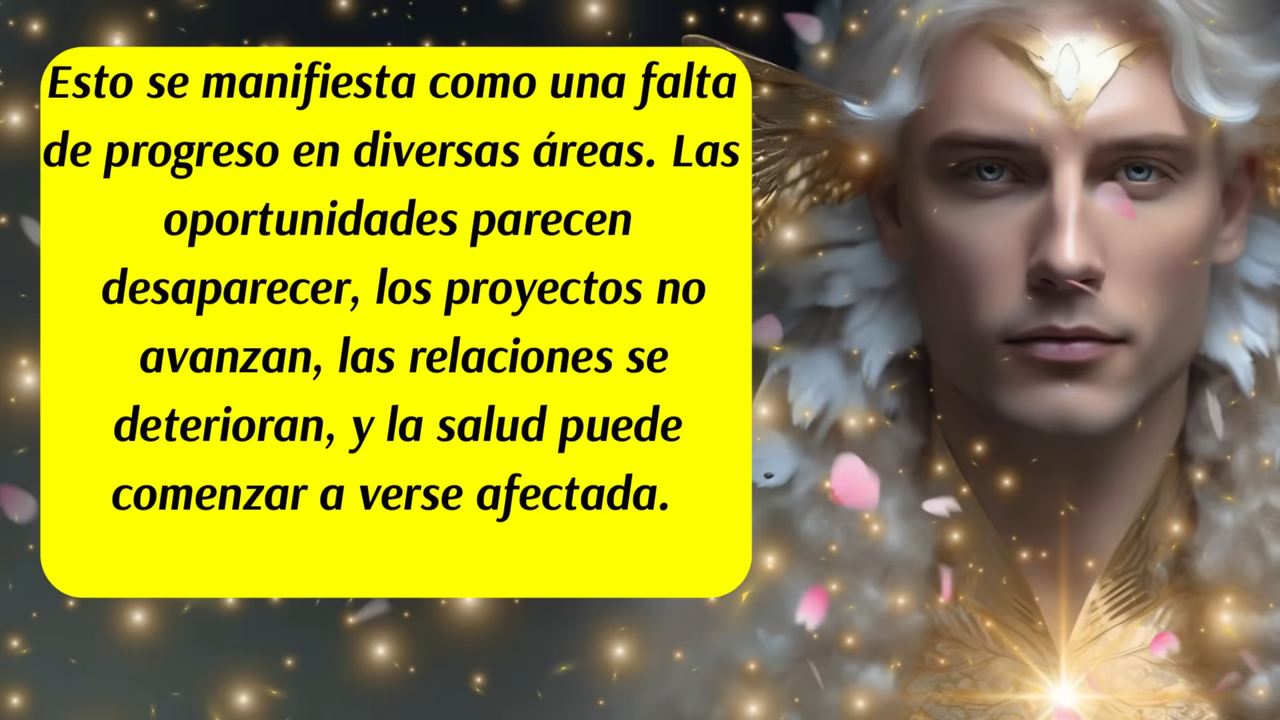 Esto se manifiesta como una falta
de progreso en diversas áreas. Las
oportunidades parecen
desaparecer, los proyectos no
avanzan, las relaciones se
deterioran, y la salud puede
comenzar a verse afectada.